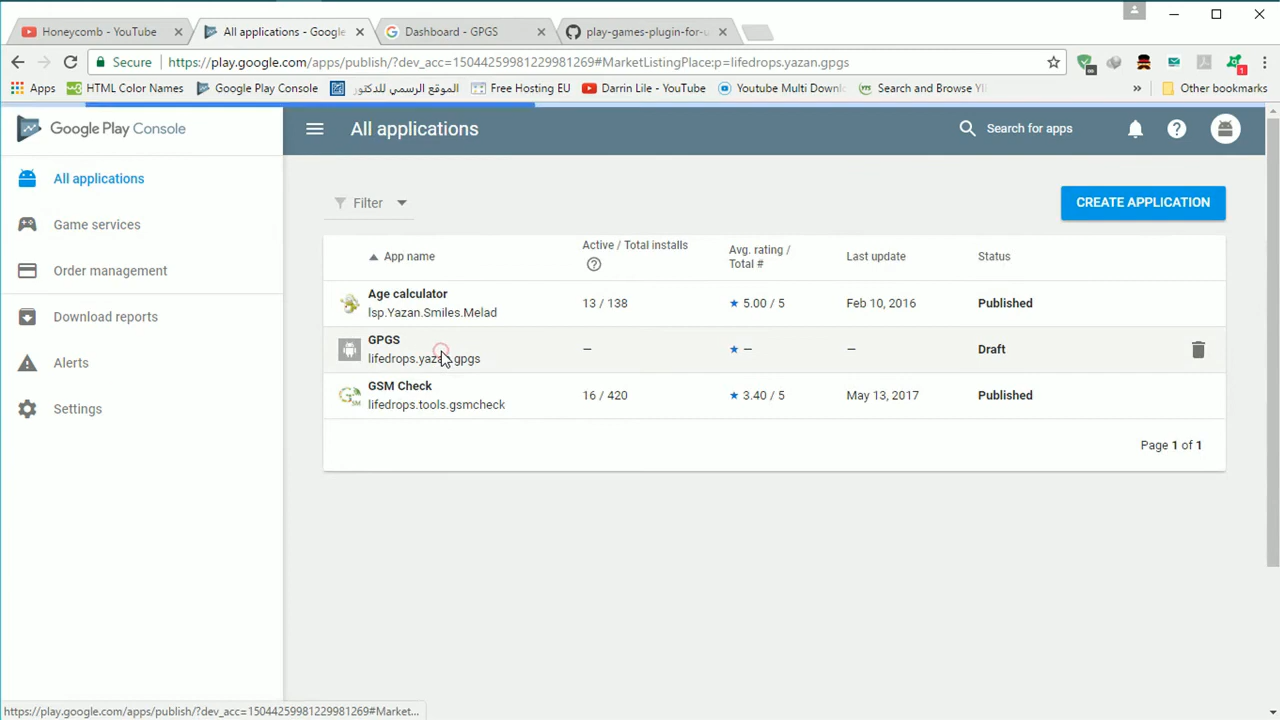 Honeycomb - YouTube
All applications - Google
Dashboard - GPGS
play-games-plugin-for-u
Secure https://play.google.com/apps/publish/?dev_acc=15044259981229981269#MarketListingPlace:p=lifedrops.yazan.gpgs
1
Apps HTML Color Names Google Play Console الموقع الرسمي للدكتور Free Hosting EU Darrin Lile - YouTube Youtube Multi Downl Search and Browse YI » Other bookmarks
Google Play Console
All applications
Search for apps
All applications
Game services
Order management
Download reports
Alerts
Settings
Filter
CREATE APPLICATION
App name
Active / Total installs
Avg. rating / Total #
Last update
Status
Age calculator
lsp.Yazan.Smiles.Melad
13 / 138
★ 5.00 / 5
Feb 10, 2016
Published
GPGS
lifedrops.yazan.gpgs
–
★ –
–
Draft
GSM Check
lifedrops.tools.gsmcheck
16 / 420
★ 3.40 / 5
May 13, 2017
Published
Page 1 of 1
https://play.google.com/apps/publish/?dev_acc=15044259981229981269#Market...